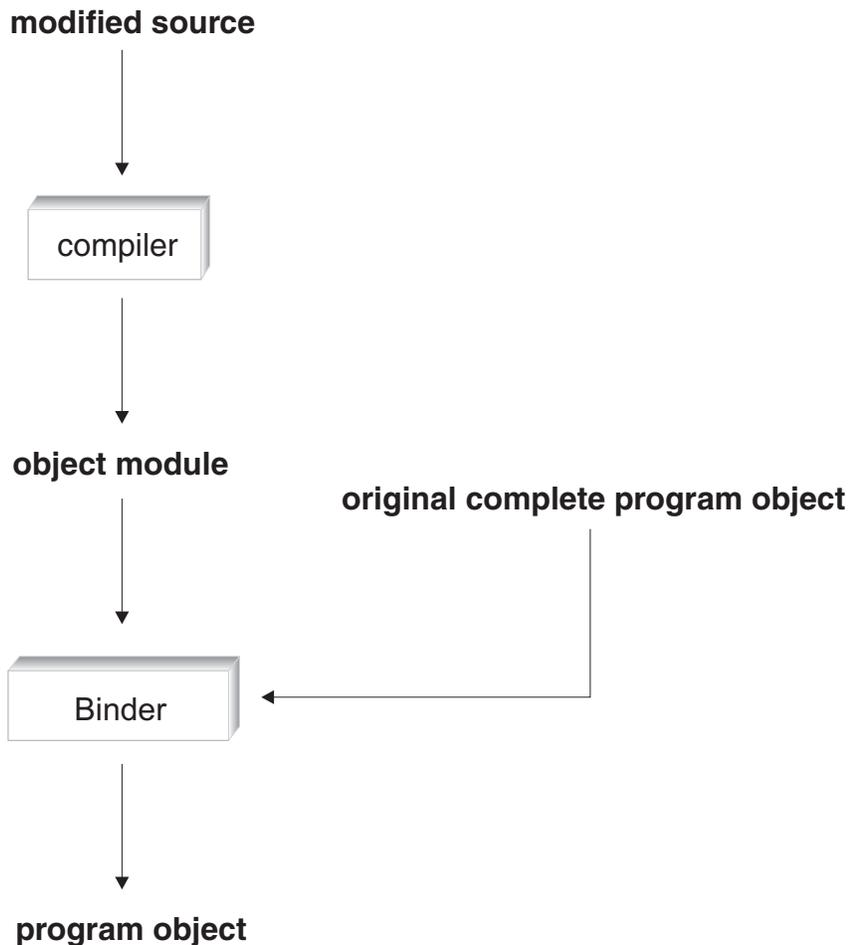 modified source
compiler
object module
original complete program object
Binder
program object